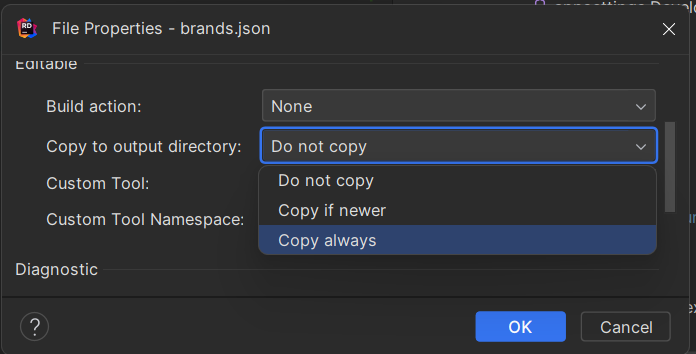 RD File Properties - brands.json
Editable
Build action: None
Copy to output directory: Do not copy
Do not copy
Custom Tool:
Copy if newer
Custom Tool Namespace:
Copy always
Diagnostic
? OK Cancel